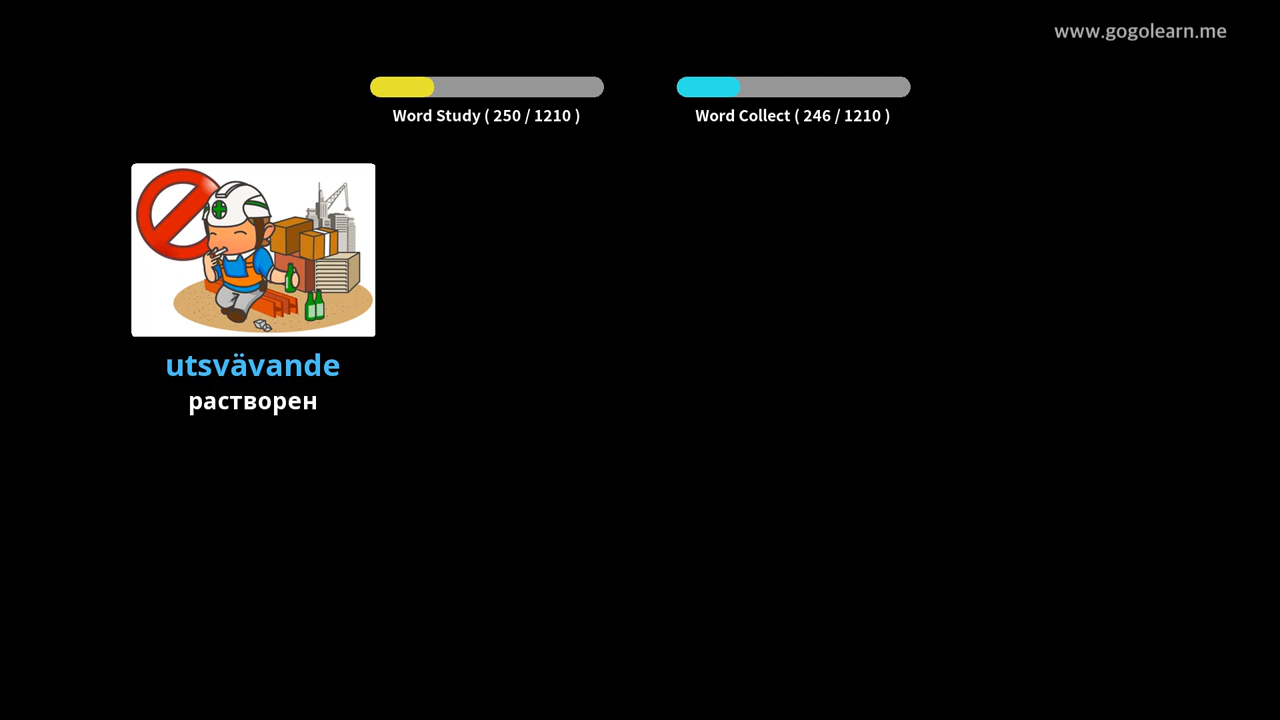 www.gogolearn.me
Word Study ( 250 / 1210 )
Word Collect ( 246 / 1210 )
utsvävande
растворен